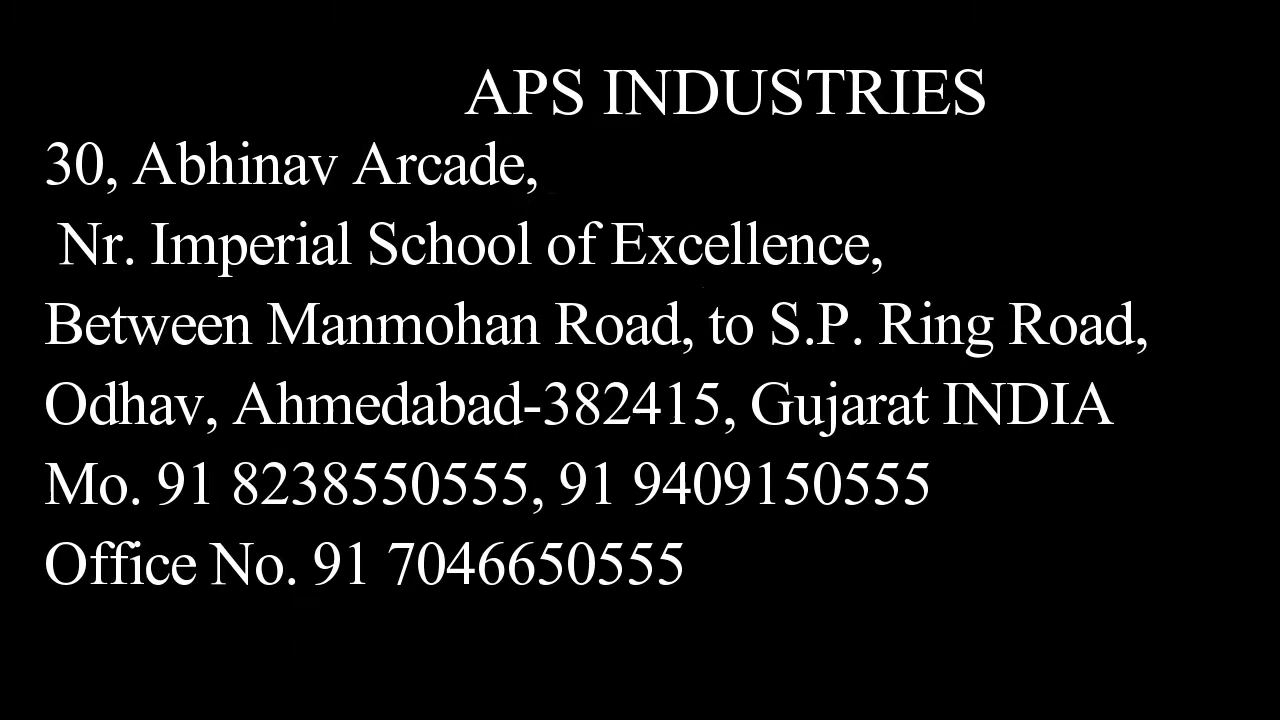 APS INDUSTRIES
30, Abhinav Arcade,
Nr. Imperial School of Excellence,
Between Manmohan Road, to S.P. Ring Road,
Odhav, Ahmedabad-382415, Gujarat INDIA
Mo. 91 8238550555, 91 9409150555
Office No. 91 7046650555